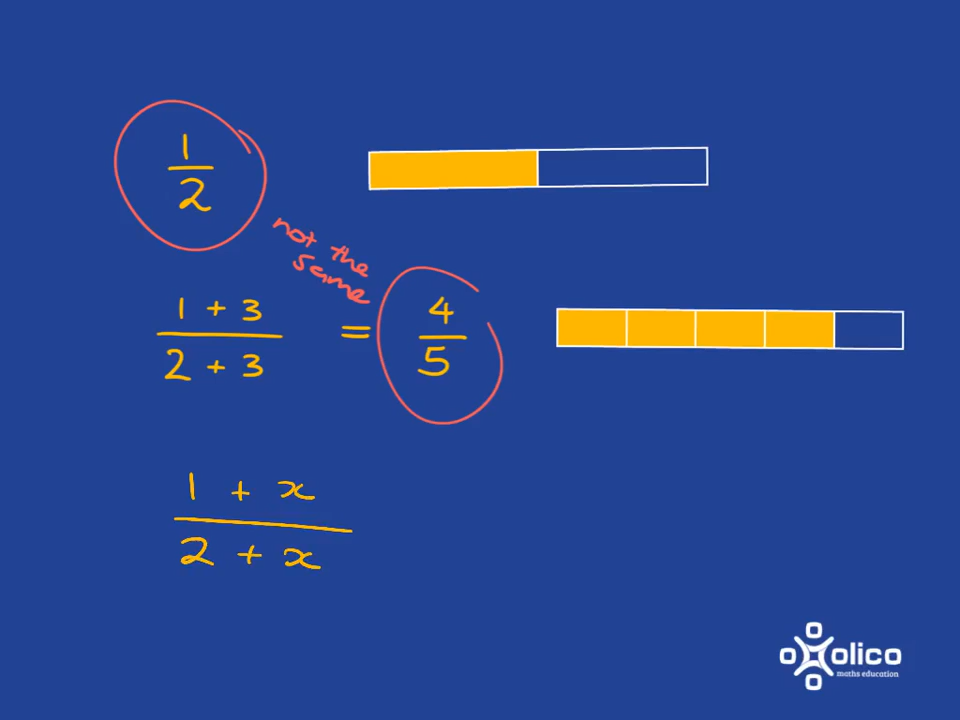 1
2
not the
same
1 + 3
2 + 3
=
4
5
1 + x
2 + x
olico
maths education